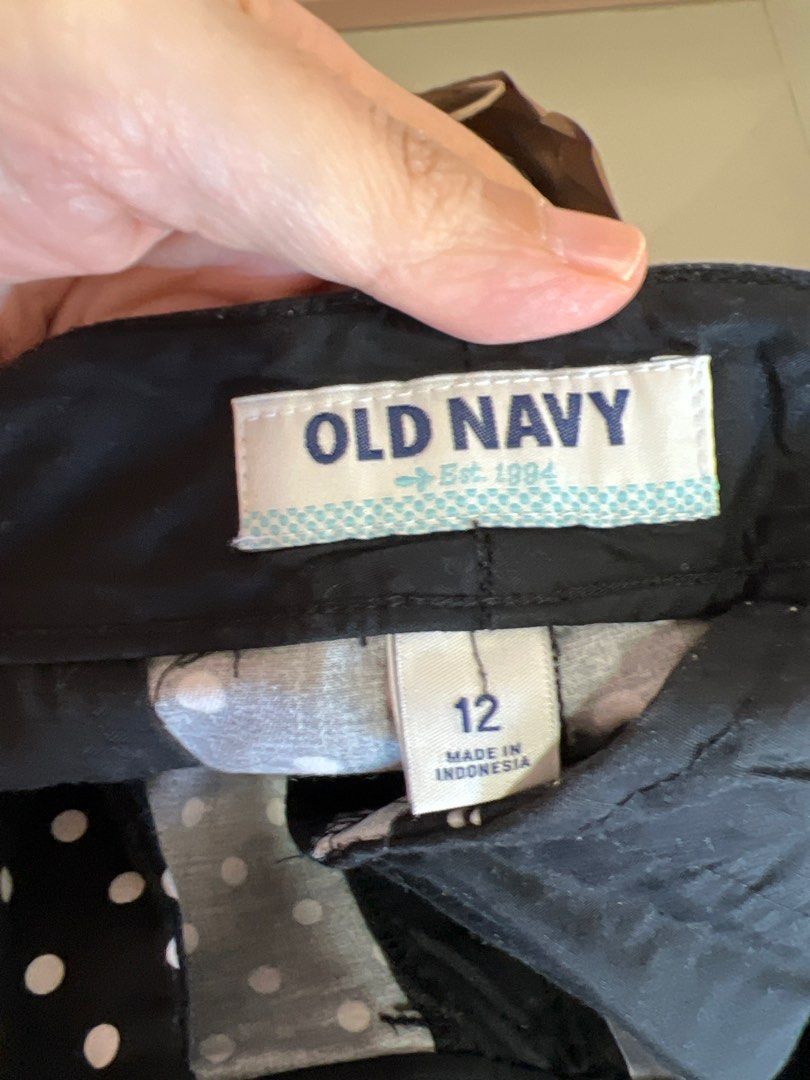 OLD NAVY
Est. 1994
12
MADE IN
INDONESIA